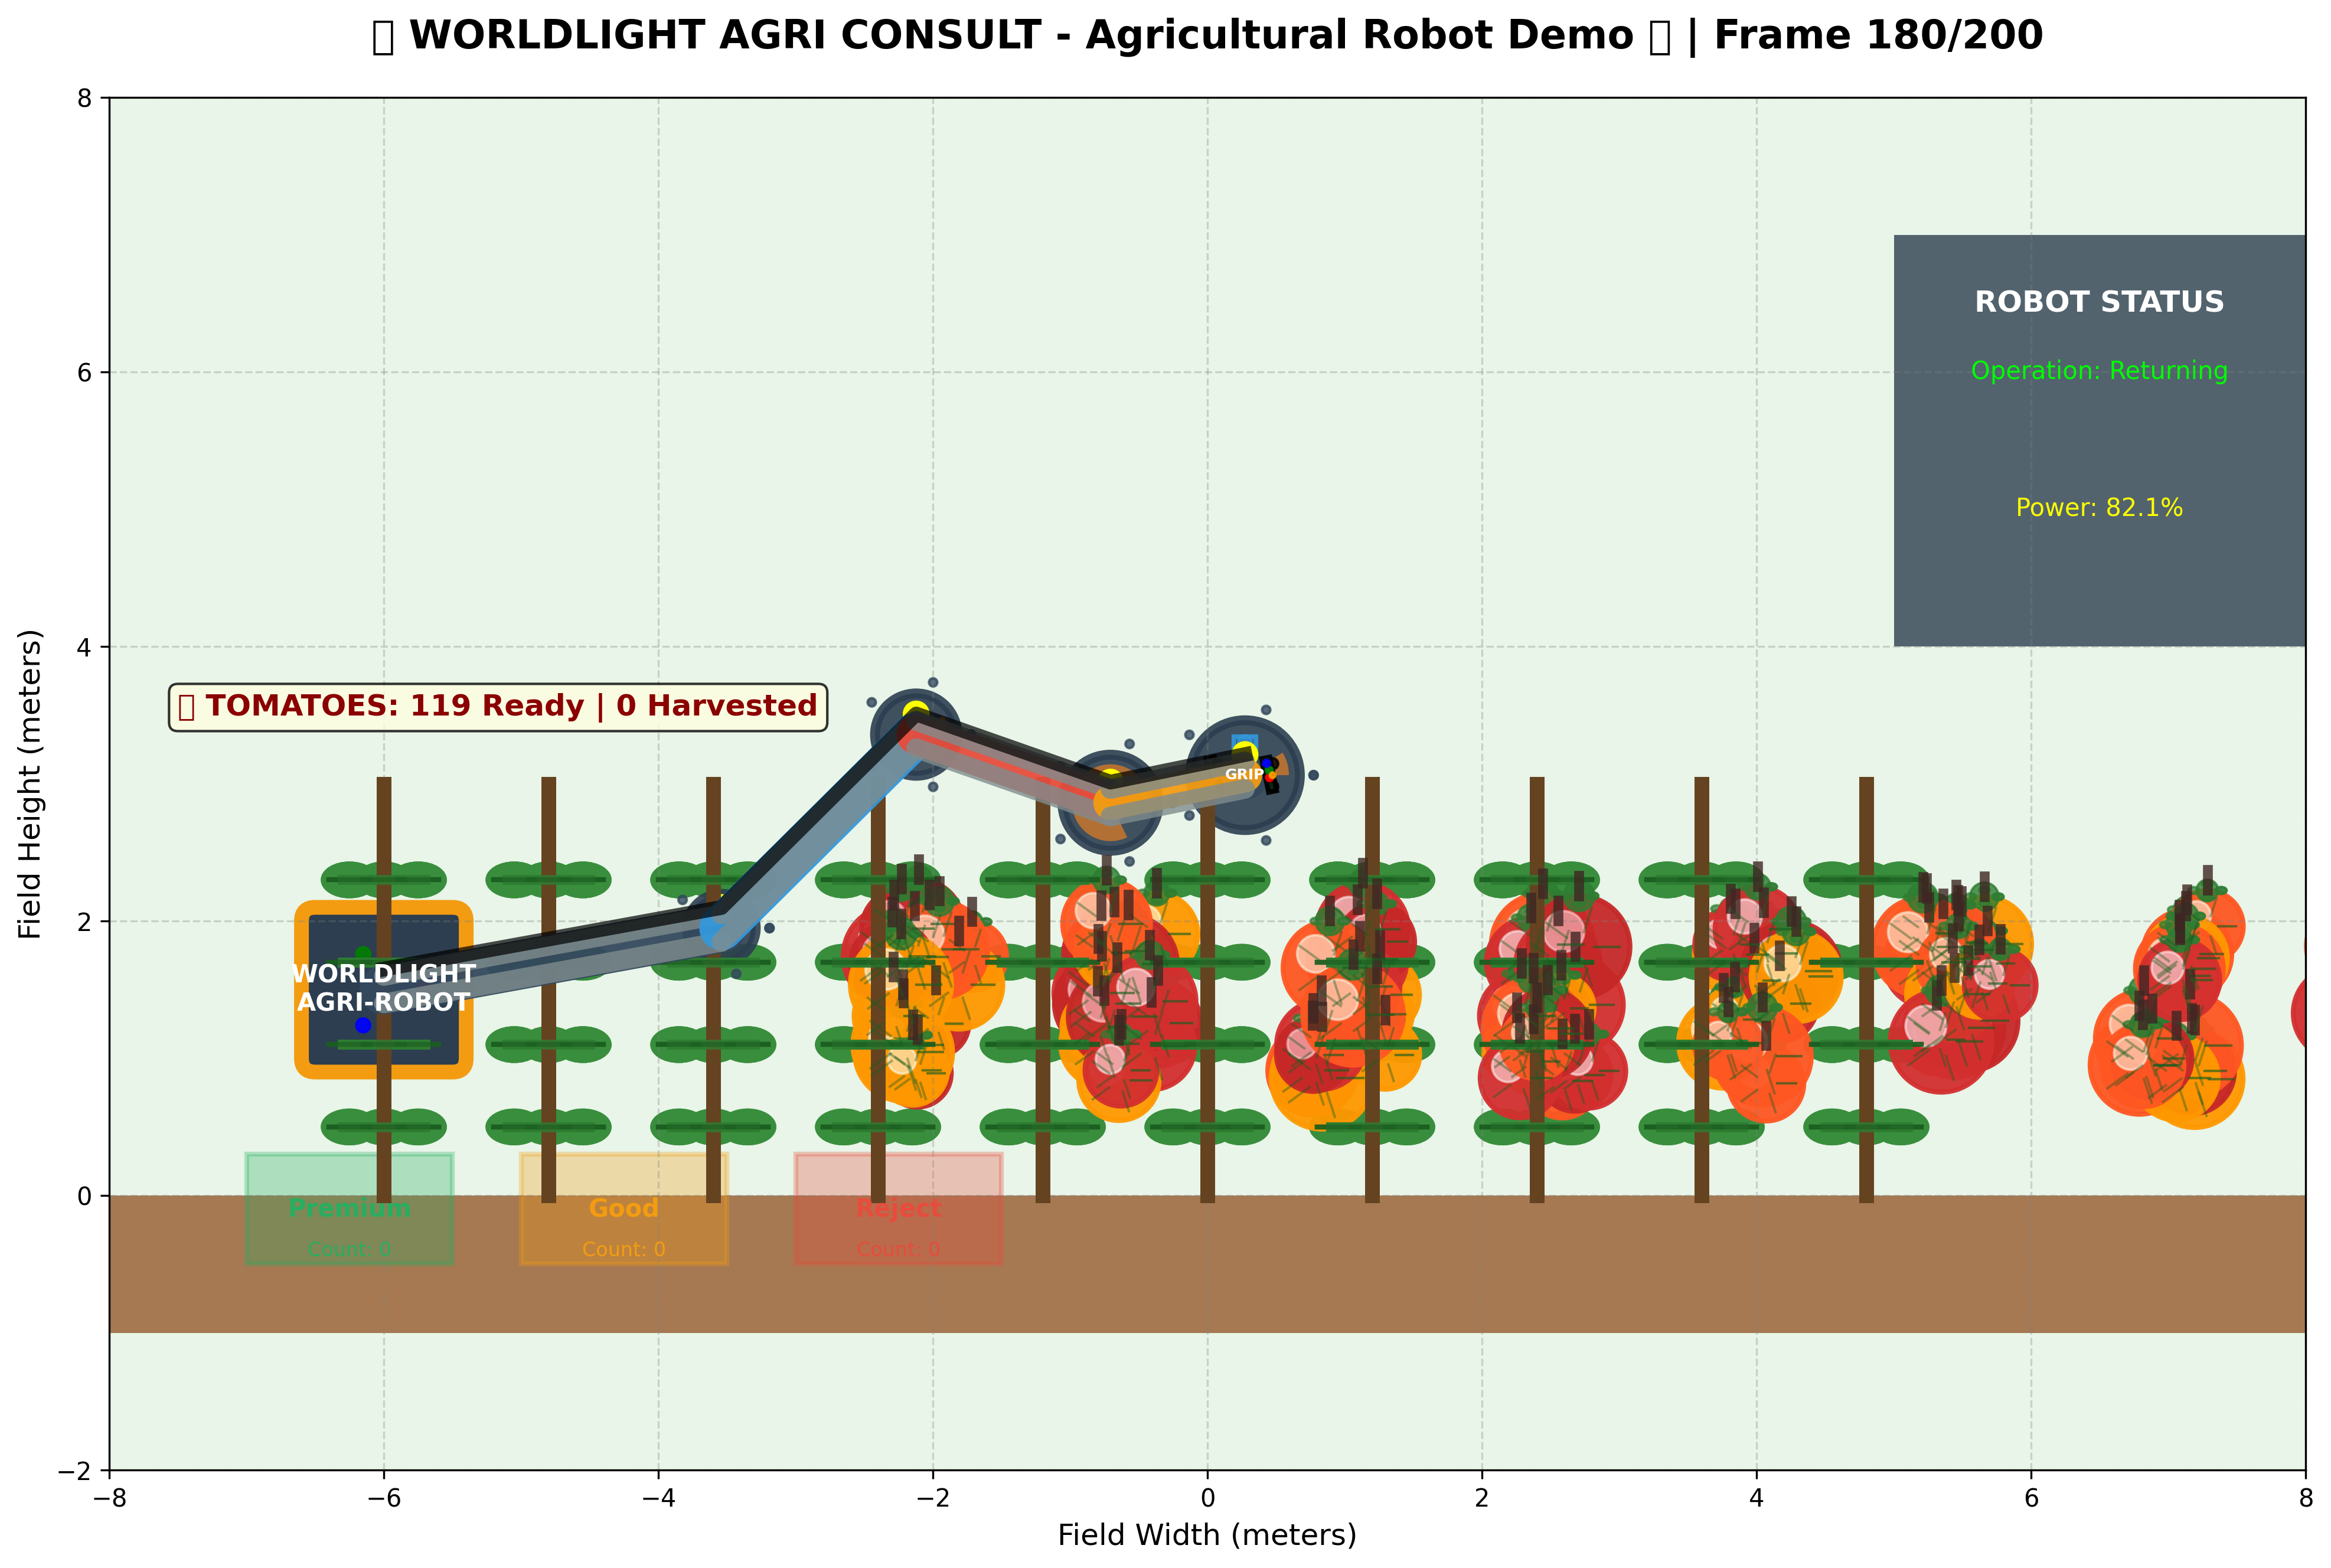 ▯ WORLDLIGHT AGRI CONSULT - Agricultural Robot Demo ▯ | Frame 180/200
ROBOT STATUS
Operation: Returning
Power: 82.1%
▯ TOMATOES: 119 Ready | 0 Harvested
GRIP
WORLDLIGHT
AGRI-ROBOT
Premium
Count: 0
Good
Count: 0
Reject
Count: 0
Field Height (meters)
8
6
4
2
0
−2
−8
−6
−4
−2
0
2
4
6
8
Field Width (meters)